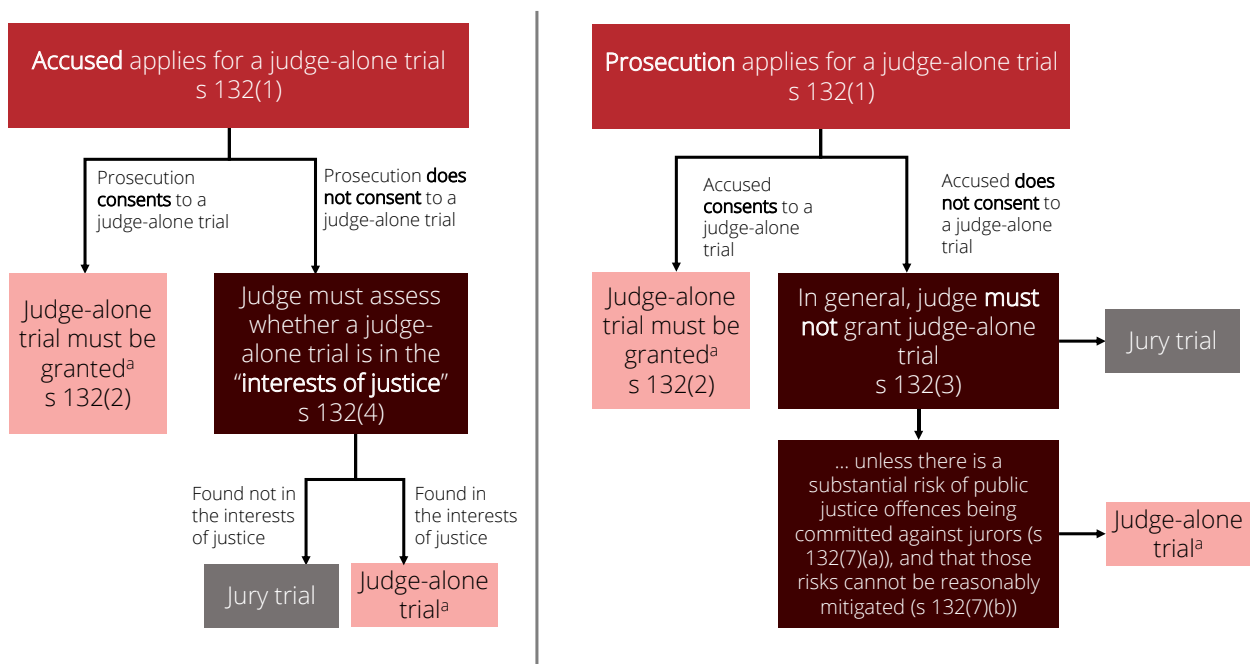 Accused applies for a judge-alone trial
s 132(1)
Prosecution
consents to a
judge-alone trial
Prosecution does
not consent to a
judge-alone trial
Judge-alone
trial must be
grantedᵃ
s 132(2)
Judge must assess
whether a judge-
alone trial is in the
“interests of justice”
s 132(4)
Found not in
the interests
of justice
Found in
the interests
of justice
Jury trial
Judge-alone
trialᵃ
Prosecution applies for a judge-alone trial
s 132(1)
Accused
consents to a
judge-alone
trial
Accused does
not consent to
a judge-alone
trial
Judge-alone
trial must be
grantedᵃ
s 132(2)
In general, judge must
not grant judge-alone
trial
s 132(3)
Jury trial
... unless there is a
substantial risk of public
justice offences being
committed against jurors (s
132(7)(a)), and that those
risks cannot be reasonably
mitigated (s 132(7)(b))
Judge-alone
trialᵃ